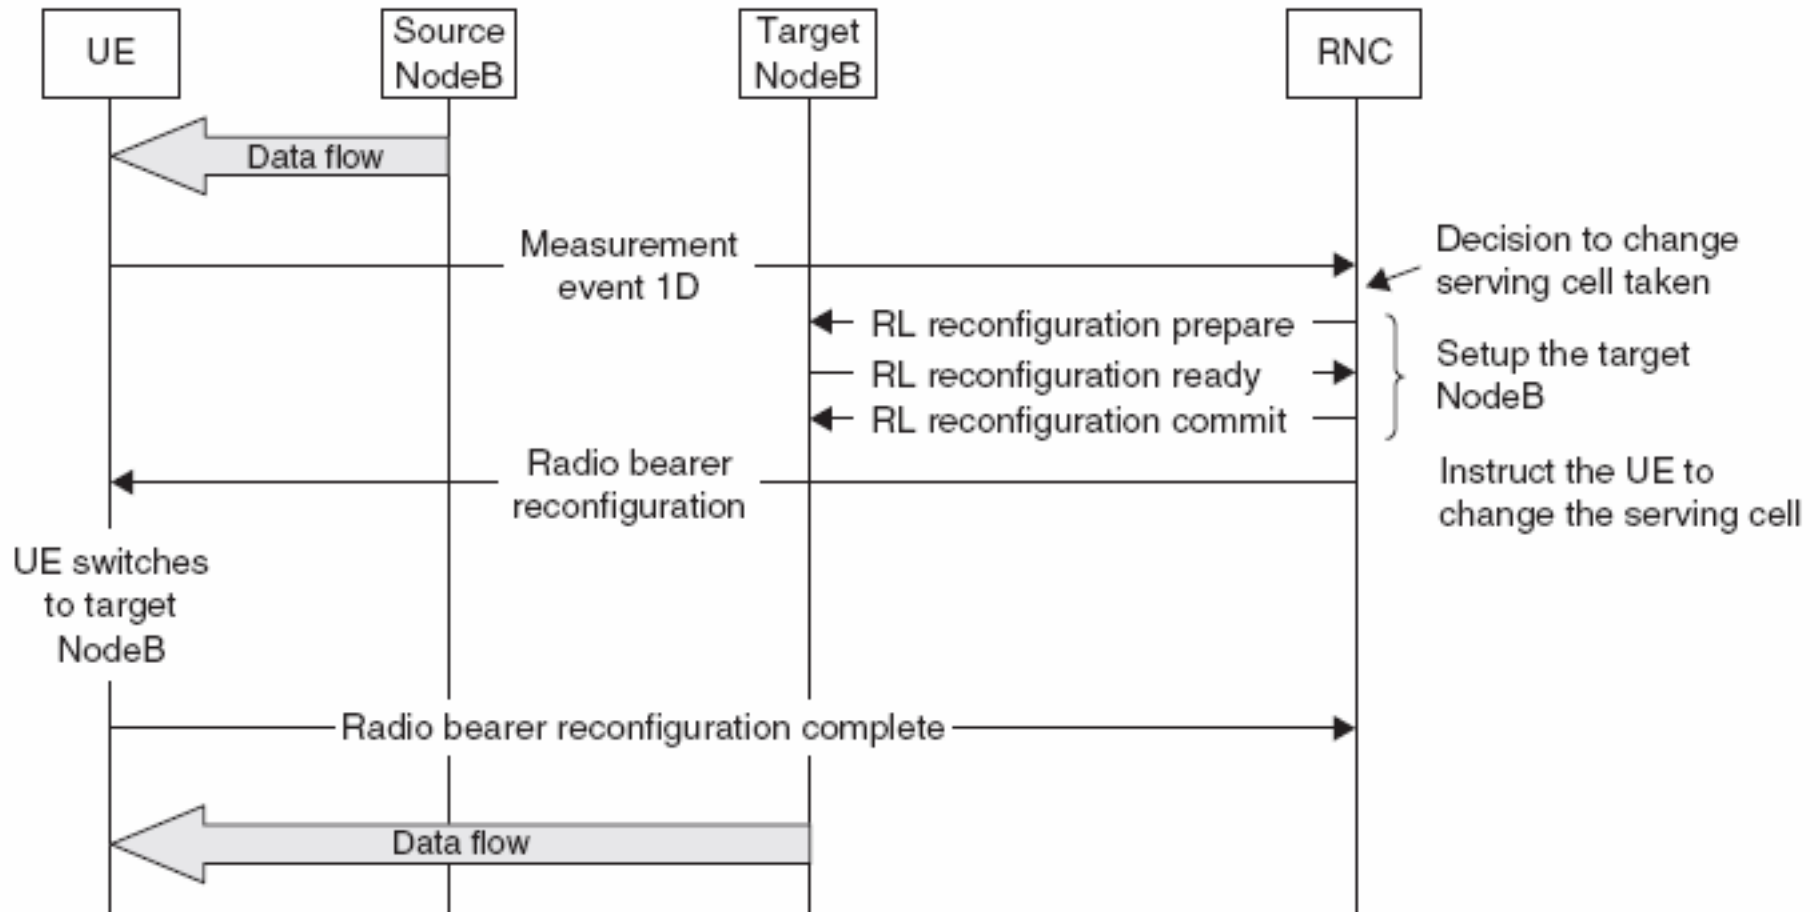 UE
Source
NodeB
Target
NodeB
RNC
Data flow
Measurement
event 1D
Decision to change
serving cell taken
RL reconfiguration prepare
RL reconfiguration ready
RL reconfiguration commit
Setup the target
NodeB
Radio bearer
reconfiguration
Instruct the UE to
change the serving cell
UE switches
to target
NodeB
Radio bearer reconfiguration complete
Data flow